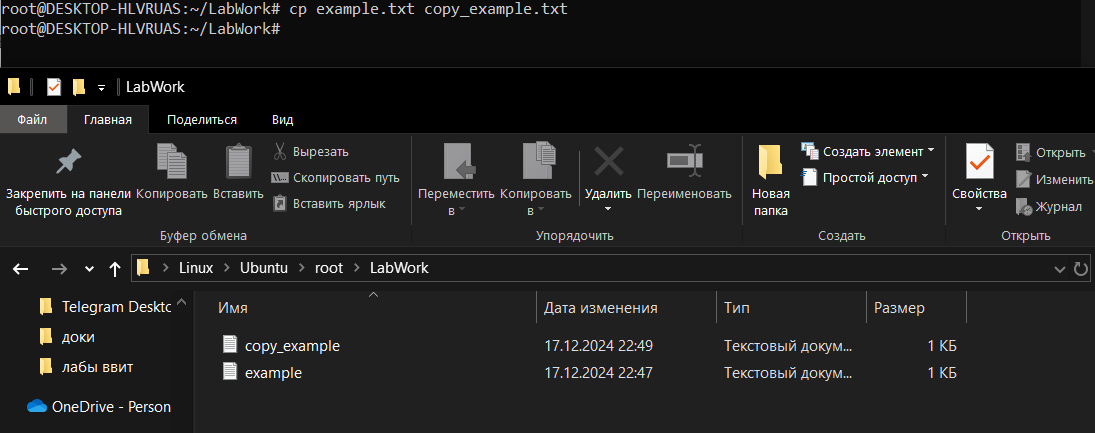 root@DESKTOP-HLVRUAS:~/LabWork# cp example.txt copy_example.txt
root@DESKTOP-HLVRUAS:~/LabWork#
LabWork
Файл Главная Поделиться Вид
Закрепить на панели быстрого доступа
Копировать
Вставить
Вырезать
Скопировать путь
Вставить ярлык
Переместить в
Копировать в
Удалить
Переименовать
Новая папка
Создать элемент
Простой доступ
Свойства
Открыть
Изменить
Журнал
Буфер обмена Упорядочить Создать Открыть
Linux > Ubuntu > root > LabWork
Telegram Deskto
доки
лабы ввит
OneDrive - Person
Имя Дата изменения Тип Размер
copy_example 17.12.2024 22:49 Текстовый докум... 1 КБ
example 17.12.2024 22:47 Текстовый докум... 1 КБ